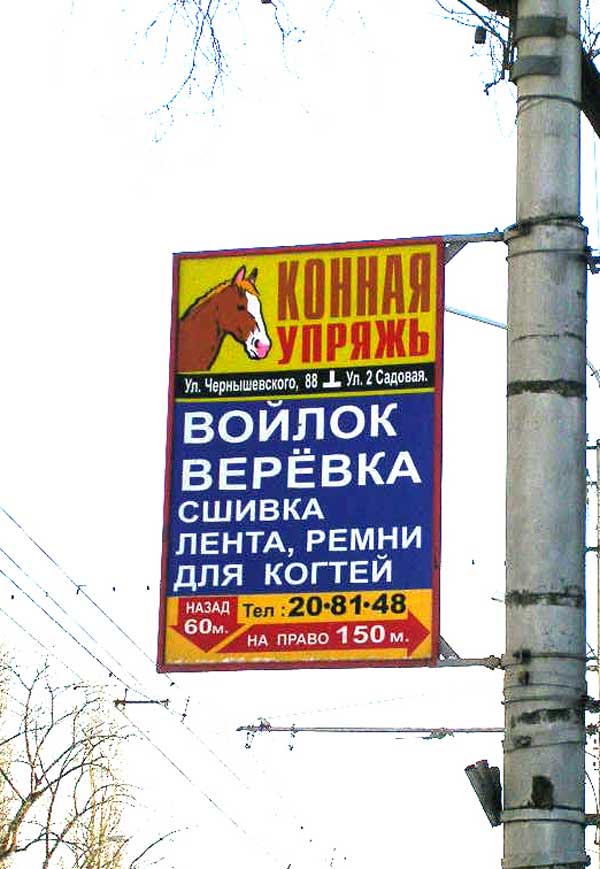 КОННАЯ
УПРЯЖЬ
Ул. Чернышевского, 88 ⊥ Ул. 2 Садовая.
ВОЙЛОК
ВЕРЁВКА
СШИВКА
ЛЕНТА, РЕМНИ
ДЛЯ КОГТЕЙ
НАЗАД
60м.
Тел : 20•81•48
НА ПРАВО 150 м.